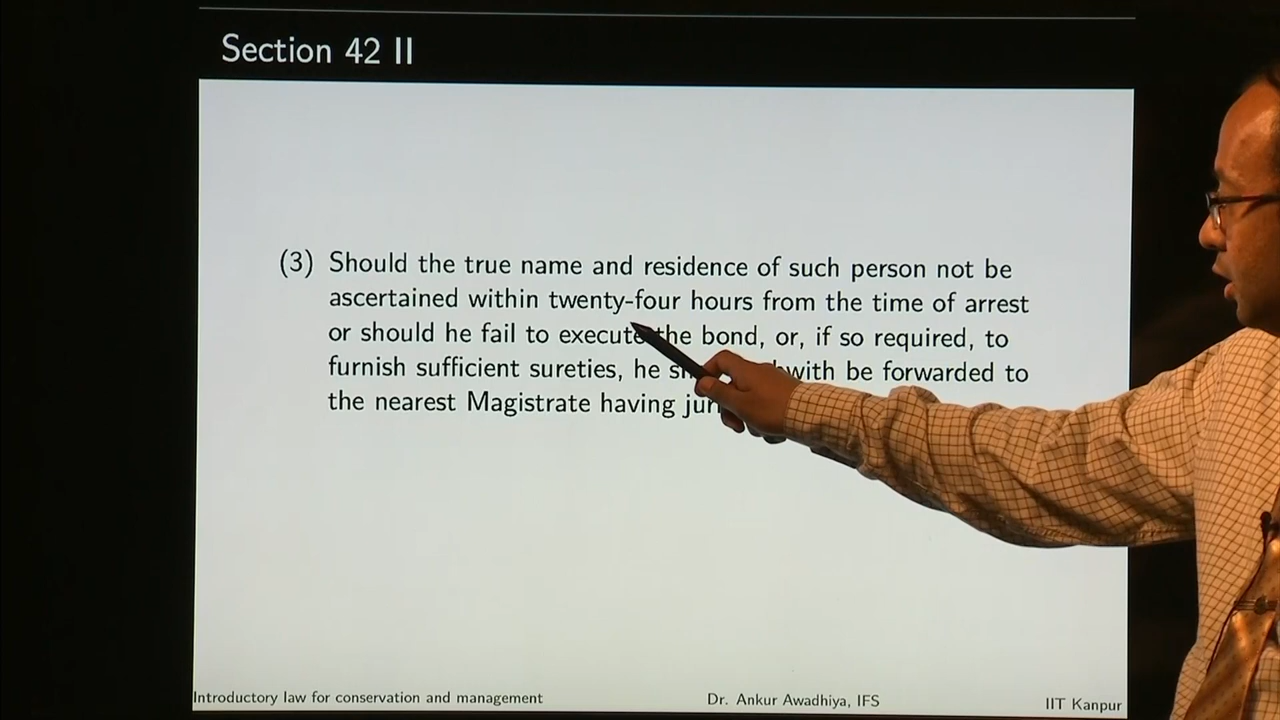 Section 42 II
(3) Should the true name and residence of such person not be
ascertained within twenty-four hours from the time of arrest
or should he fail to execute the bond, or, if so required, to
furnish sufficient sureties, he be forwarded to
the nearest Magistrate having
Introductory law for conservation and management
Dr. Ankur Awadhiya, IFS
IIT Kanpur